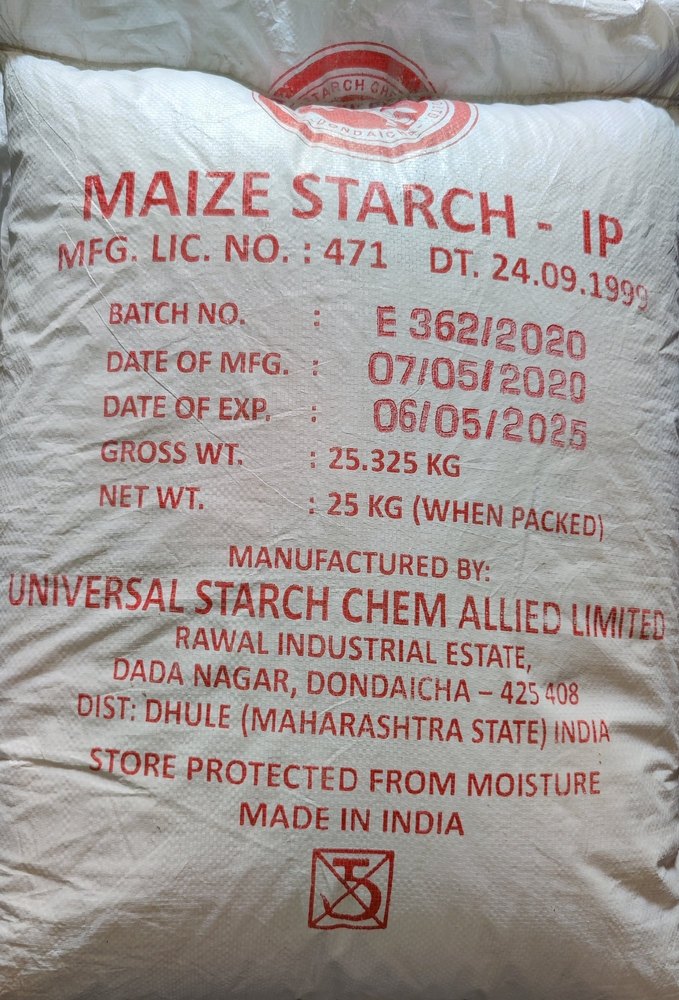 STARCH CHE
DONDAICHA
MAIZE STARCH - IP
MFG. LIC. NO. : 471 DT. 24.09.1999
BATCH NO. : E 362/2020
DATE OF MFG. : 07/05/2020
DATE OF EXP. : 06/05/2025
GROSS WT. : 25.325 KG
NET WT. : 25 KG (WHEN PACKED)
MANUFACTURED BY:
UNIVERSAL STARCH CHEM ALLIED LIMITED
RAWAL INDUSTRIAL ESTATE,
DADA NAGAR, DONDAICHA – 425 408
DIST: DHULE (MAHARASHTRA STATE) INDIA
STORE PROTECTED FROM MOISTURE
MADE IN INDIA